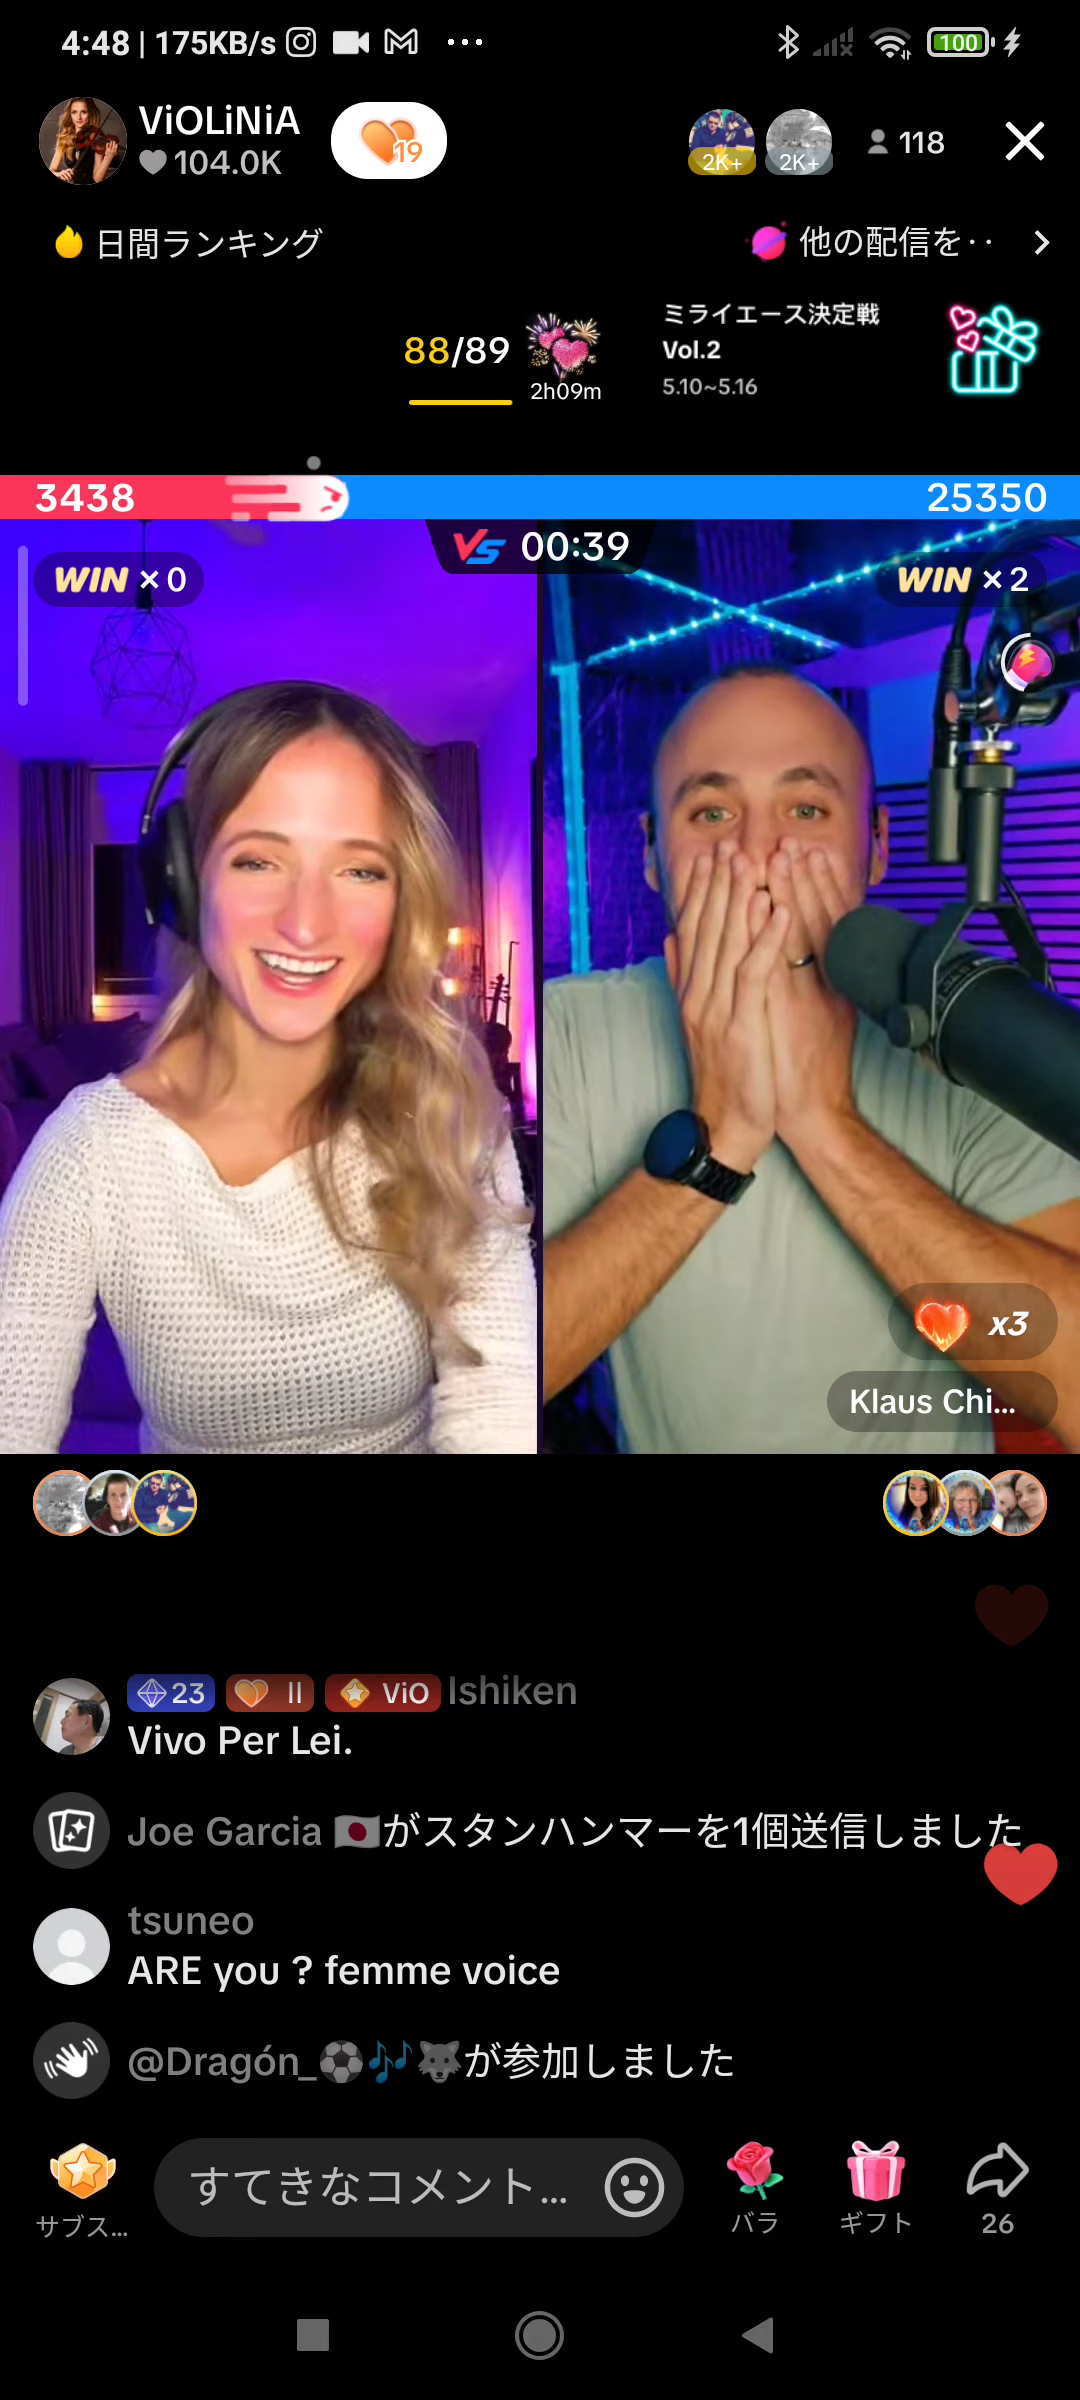 4:48 | 175KB/s
100
ViOLiNiA
104.0K
19
2K+
2K+
118
日間ランキング
他の配信を‥
88/89
2h09m
ミライエース決定戦
Vol.2
5.10~5.16
3438
25350
VS 00:39
WIN ×0
WIN ×2
x3
Klaus Chi...
23 II ViO Ishiken
Vivo Per Lei.
Joe Garcia 🇯🇵がスタンハンマーを1個送信しました
tsuneo
ARE you ? femme voice
@Dragón_⚽🎶🐺が参加しました
すてきなコメント...
サブス...
バラ
ギフト
26